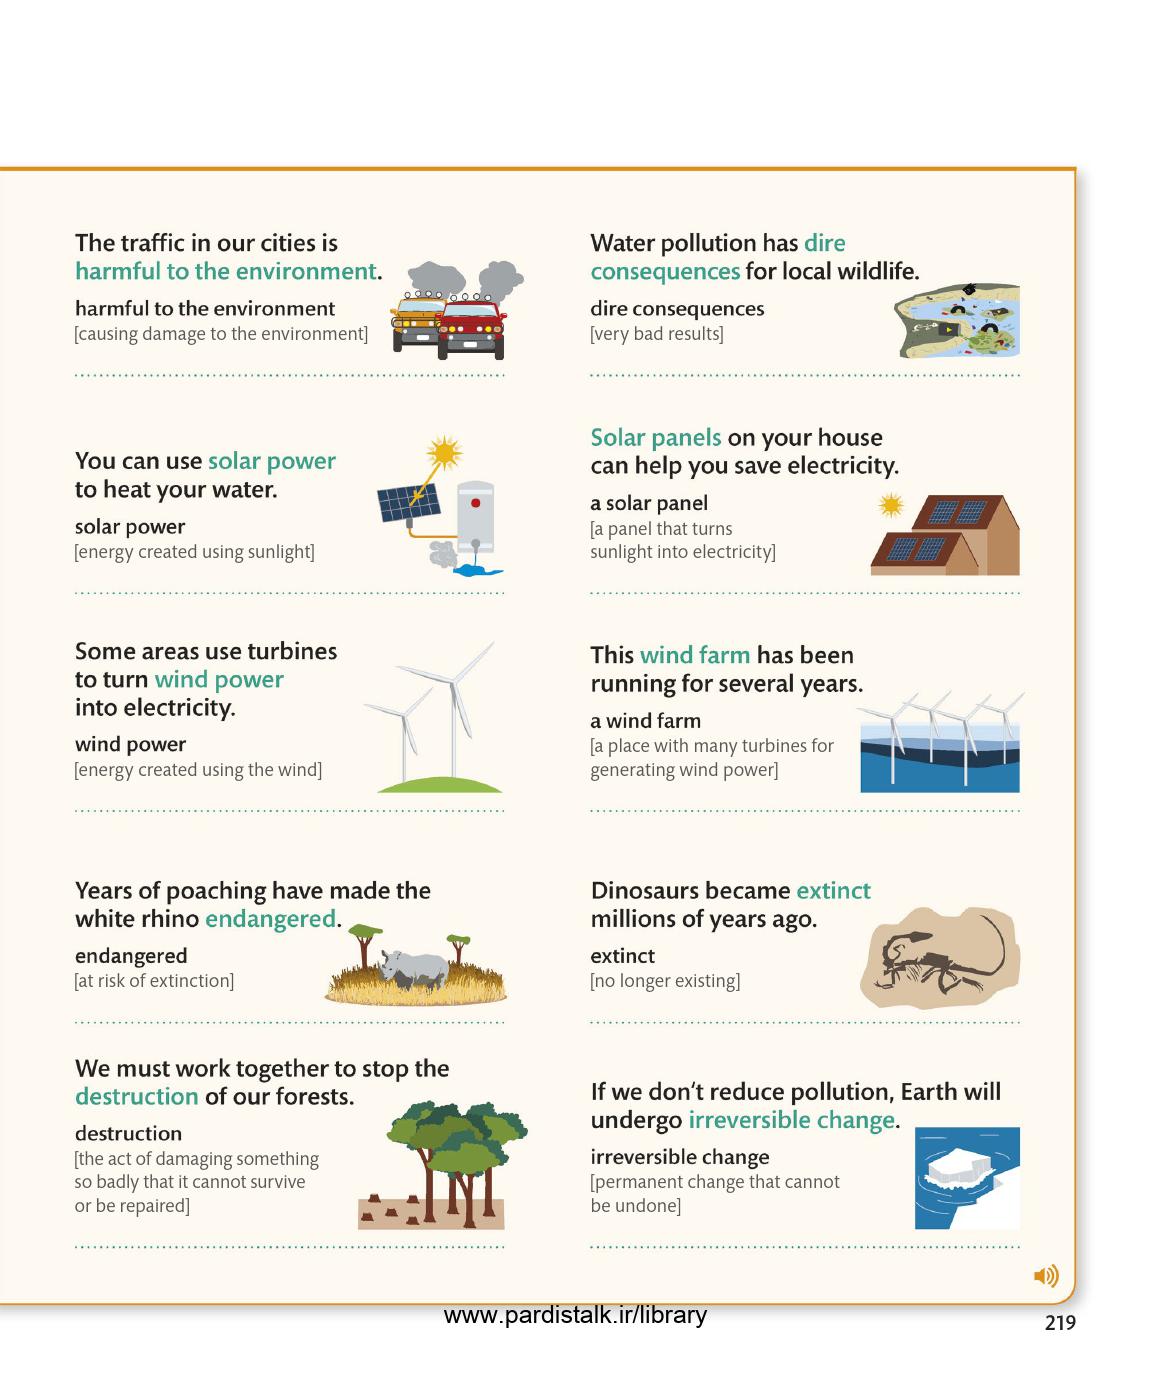 The traffic in our cities is
harmful to the environment.
harmful to the environment
[causing damage to the environment]
Water pollution has dire
consequences for local wildlife.
dire consequences
[very bad results]
You can use solar power
to heat your water.
solar power
[energy created using sunlight]
Solar panels on your house
can help you save electricity.
a solar panel
[a panel that turns
sunlight into electricity]
Some areas use turbines
to turn wind power
into electricity.
wind power
[energy created using the wind]
This wind farm has been
running for several years.
a wind farm
[a place with many turbines for
generating wind power]
Years of poaching have made the
white rhino endangered.
endangered
[at risk of extinction]
Dinosaurs became extinct
millions of years ago.
extinct
[no longer existing]
We must work together to stop the
destruction of our forests.
destruction
[the act of damaging something
so badly that it cannot survive
or be repaired]
If we don't reduce pollution, Earth will
undergo irreversible change.
irreversible change
[permanent change that cannot
be undone]
www.pardistalk.ir/library
219